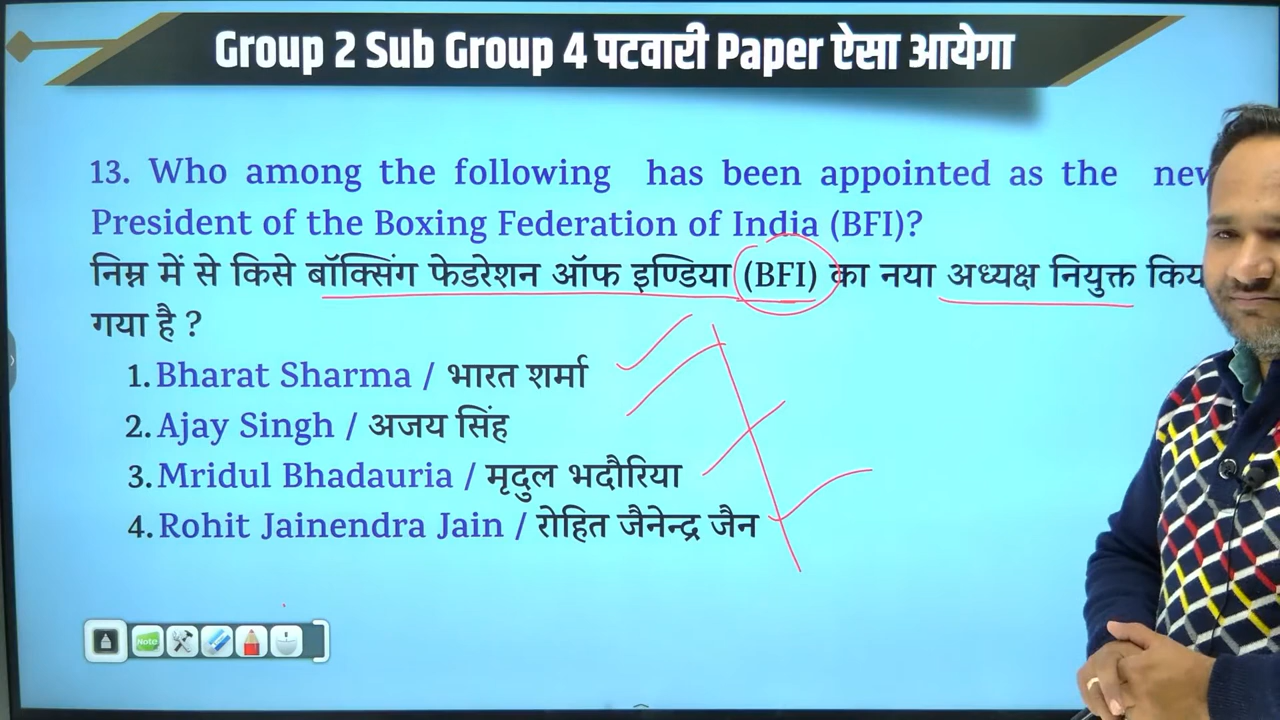 Group 2 Sub Group 4 पटवारी Paper ऐसा आयेगा
13. Who among the following has been appointed as the new
President of the Boxing Federation of India (BFI)?
निम्न में से किसे बॉक्सिंग फेडरेशन ऑफ इण्डिया (BFI) का नया अध्यक्ष नियुक्त किय
गया है ?
1. Bharat Sharma / भारत शर्मा
2. Ajay Singh / अजय सिंह
3. Mridul Bhadauria / मृदुल भदौरिया
4. Rohit Jainendra Jain / रोहित जैनेन्द्र जैन
Note